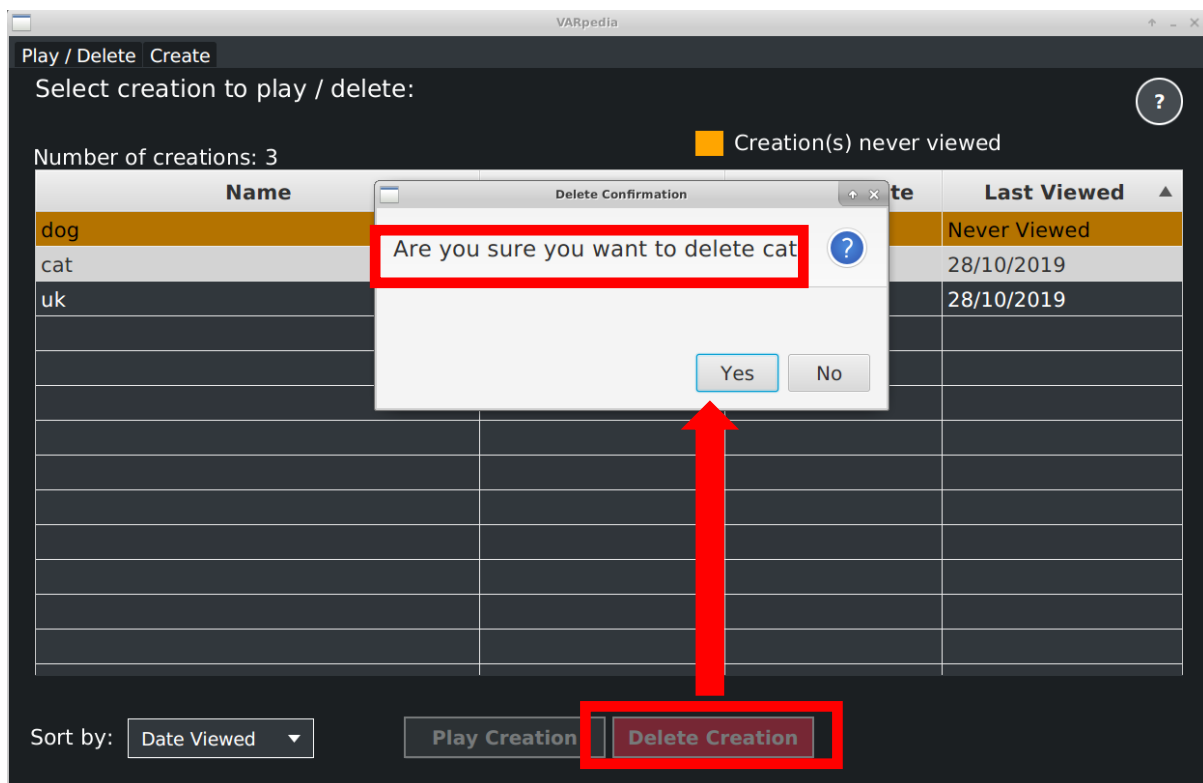 VARpedia
Play / Delete Create
Select creation to play / delete:
?
Creation(s) never viewed
Number of creations: 3
Name Last Viewed
Delete Confirmation
dog Never Viewed
Are you sure you want to delete cat
?
cat 28/10/2019
uk 28/10/2019
Yes No
Sort by: Date Viewed Play Creation Delete Creation